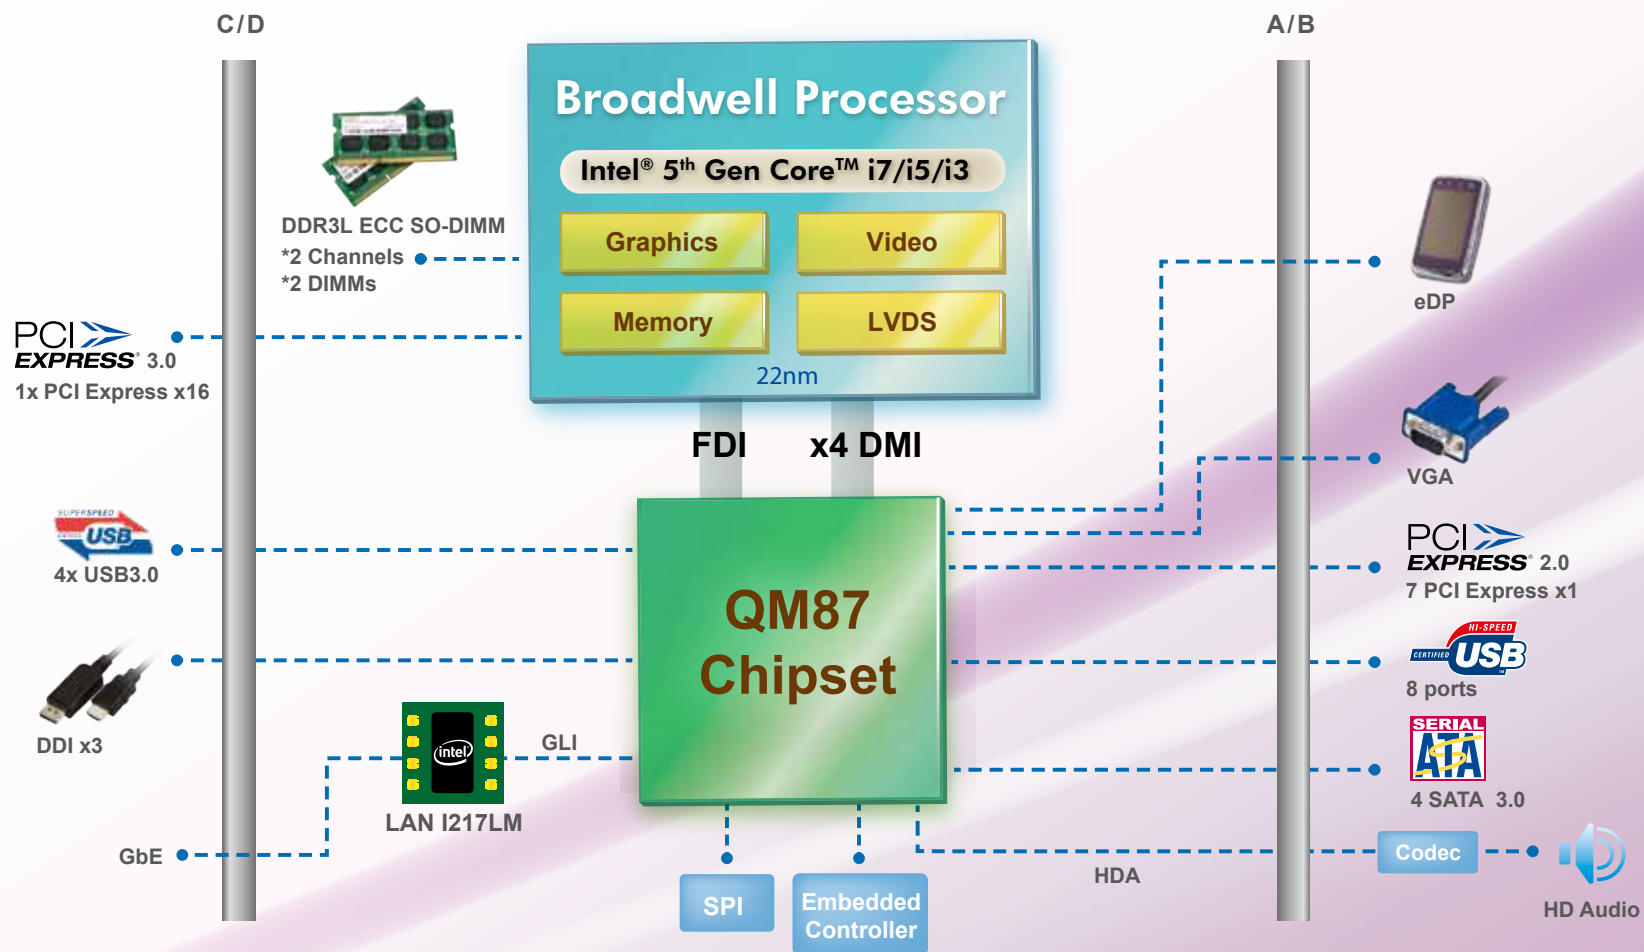 C/D
A/B
Broadwell Processor
Intel® 5th Gen Core™ i7/i5/i3
Graphics
Video
Memory
LVDS
22nm
DDR3L ECC SO-DIMM
*2 Channels
*2 DIMMs
PCI
EXPRESS® 3.0
1x PCI Express x16
FDI
x4 DMI
eDP
VGA
SUPERSPEED
USB
4x USB3.0
PCI
EXPRESS® 2.0
7 PCI Express x1
QM87
Chipset
HI-SPEED
CERTIFIED USB
8 ports
DDI x3
intel
GLI
LAN I217LM
SERIAL
ATA
4 SATA 3.0
GbE
Codec
HDA
HD Audio
SPI
Embedded
Controller